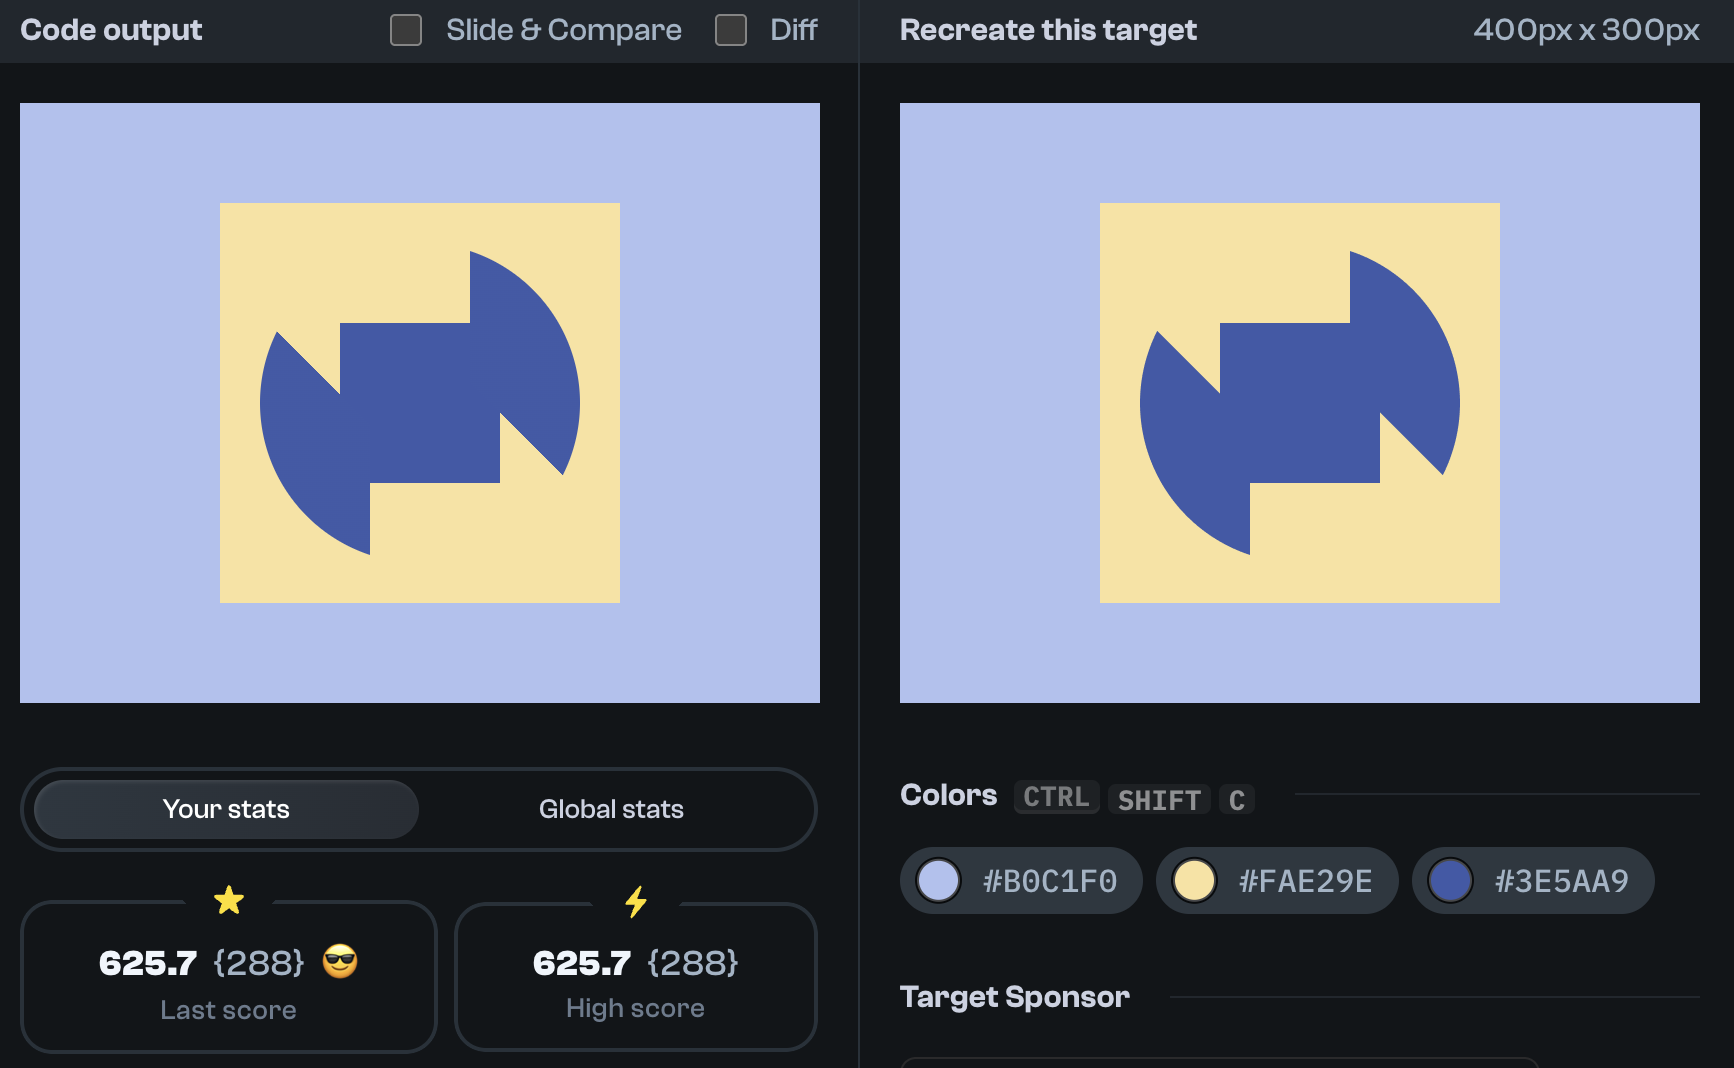 Code output
Slide & Compare
Diff
Recreate this target
400px x 300px
Your stats
Global stats
625.7 {288} 😎
Last score
625.7 {288}
High score
Colors CTRL SHIFT C
#B0C1F0
#FAE29E
#3E5AA9
Target Sponsor